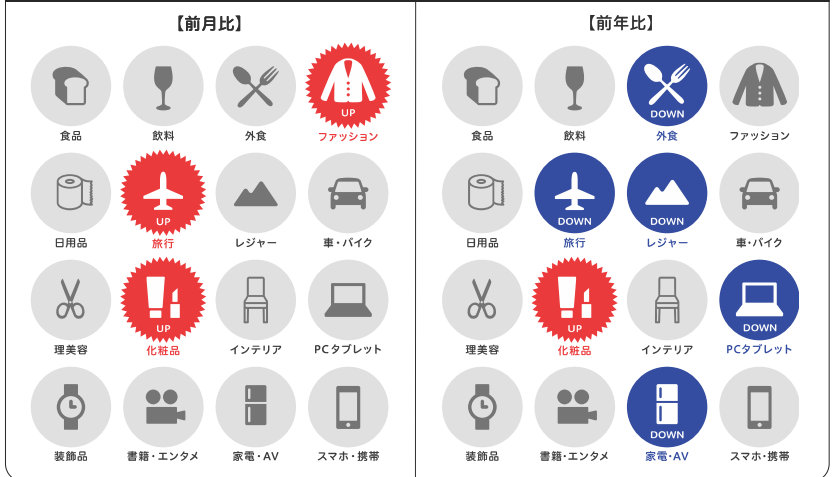 【前月比】
食品
飲料
外食
UP
ファッション
日用品
UP
旅行
レジャー
車・バイク
理美容
UP
化粧品
インテリア
PCタブレット
装飾品
書籍・エンタメ
家電・AV
スマホ・携帯
【前年比】
食品
飲料
DOWN
外食
ファッション
日用品
DOWN
旅行
DOWN
レジャー
車・バイク
理美容
UP
化粧品
インテリア
DOWN
PCタブレット
装飾品
書籍・エンタメ
DOWN
家電・AV
スマホ・携帯